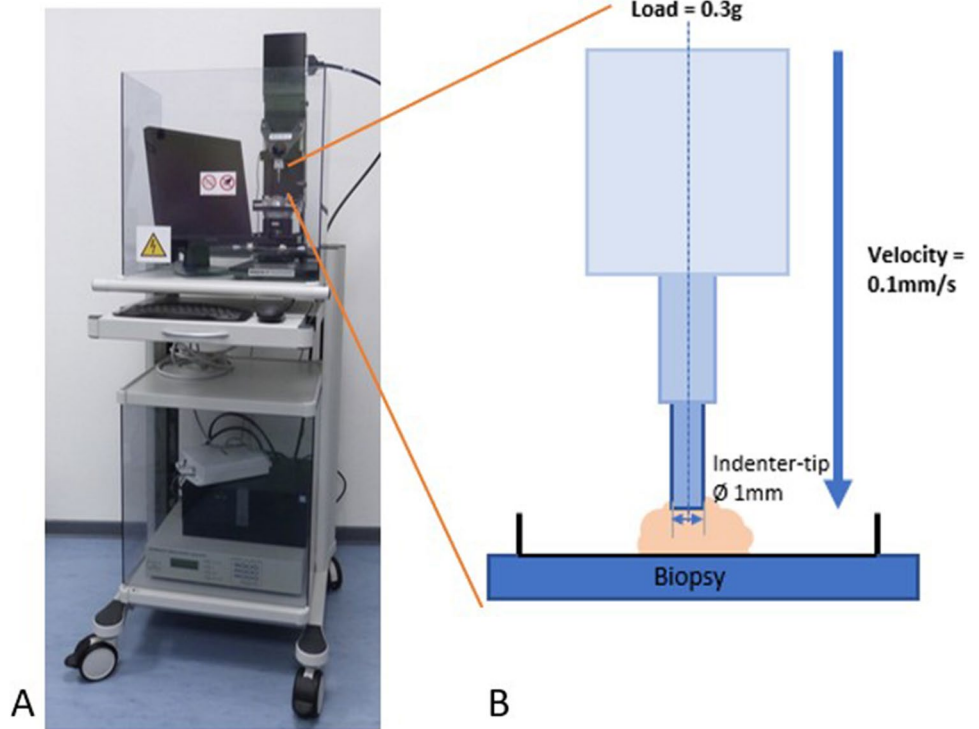 Load = 0.3g
Velocity =
0.1mm/s
Indenter-tip
Ø 1mm
Biopsy
A
B